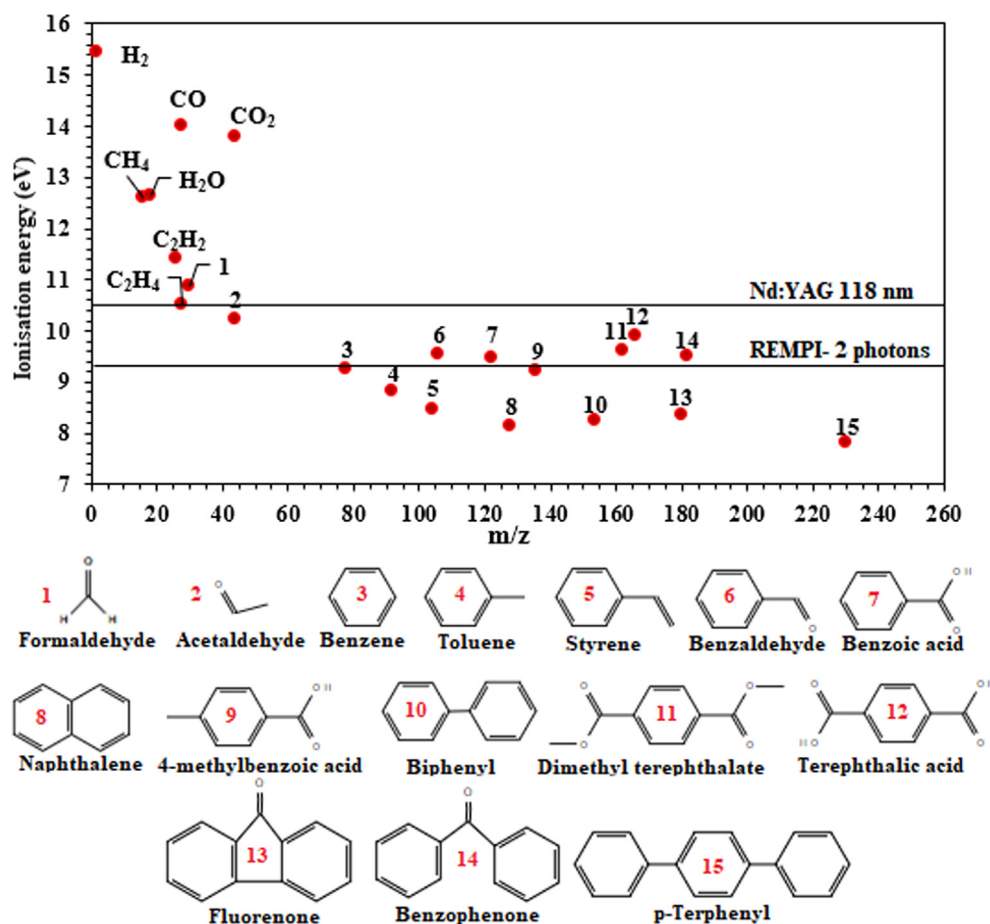 16
15
14
13
12
11
10
9
8
7
Ionisation energy (eV)
H2
CO
CO2
CH4
H2O
C2H2
C2H4
1
2
Nd:YAG 118 nm
3
4
5
6
7
8
9
10
11
12
13
14
15
REMPI- 2 photons
0 20 40 60 80 100 120 140 160 180 200 220 240 260
m/z
1
O
H H
Formaldehyde
2
O
Acetaldehyde
3
Benzene
4
Toluene
5
Styrene
6
O
Benzaldehyde
7
OH
O
Benzoic acid
8
Naphthalene
9
OH
O
4-methylbenzoic acid
10
Biphenyl
11
O
O
O
O
Dimethyl terephthalate
12
O
HO
OH
O
Terephthalic acid
13
O
Fluorenone
14
O
Benzophenone
15
p-Terphenyl